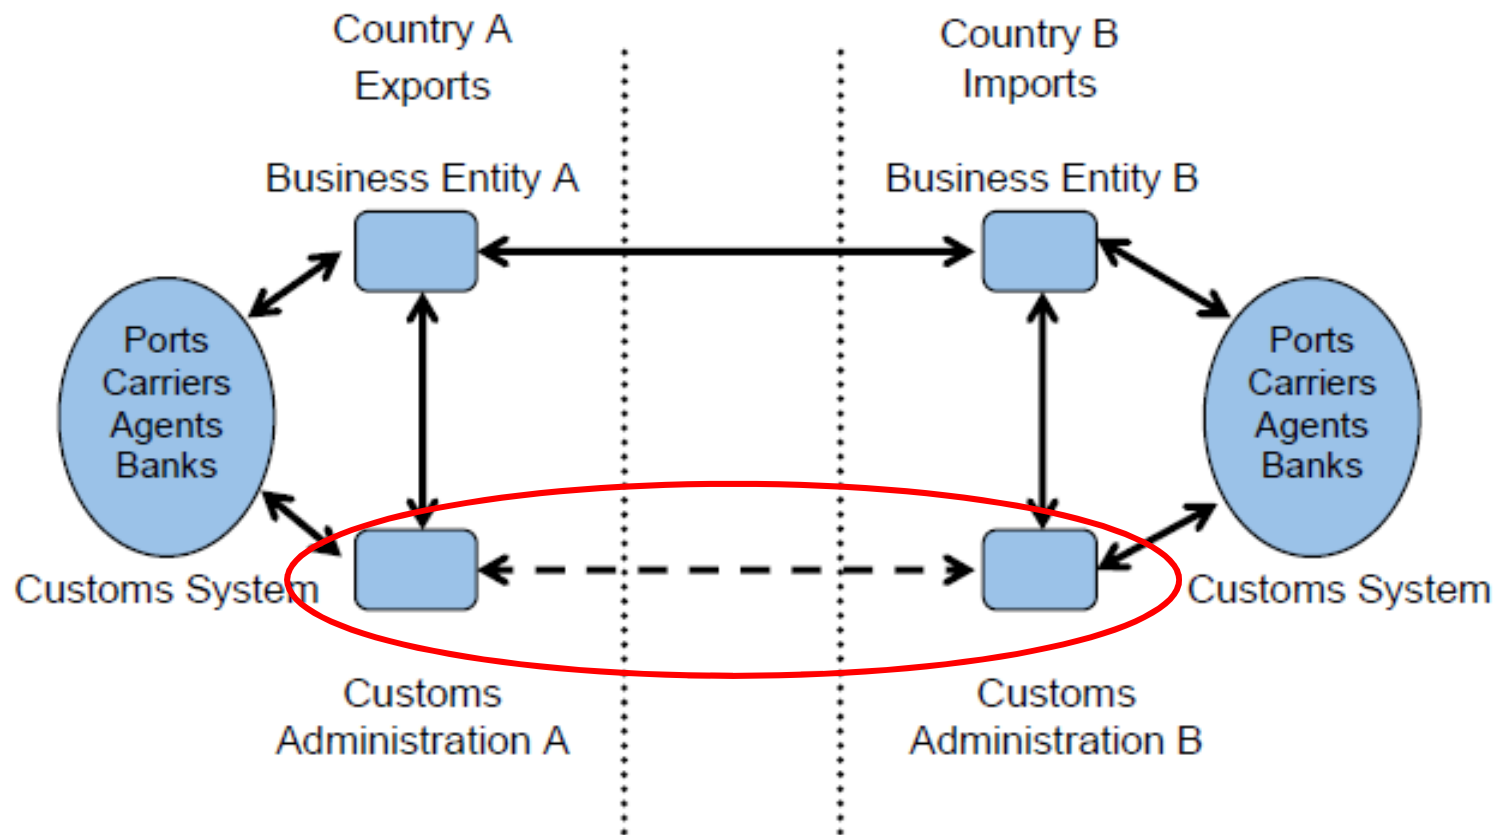 Country A
Exports
Country B
Imports
Business Entity A
Business Entity B
Ports
Carriers
Agents
Banks
Ports
Carriers
Agents
Banks
Customs System
Customs System
Customs
Administration A
Customs
Administration B